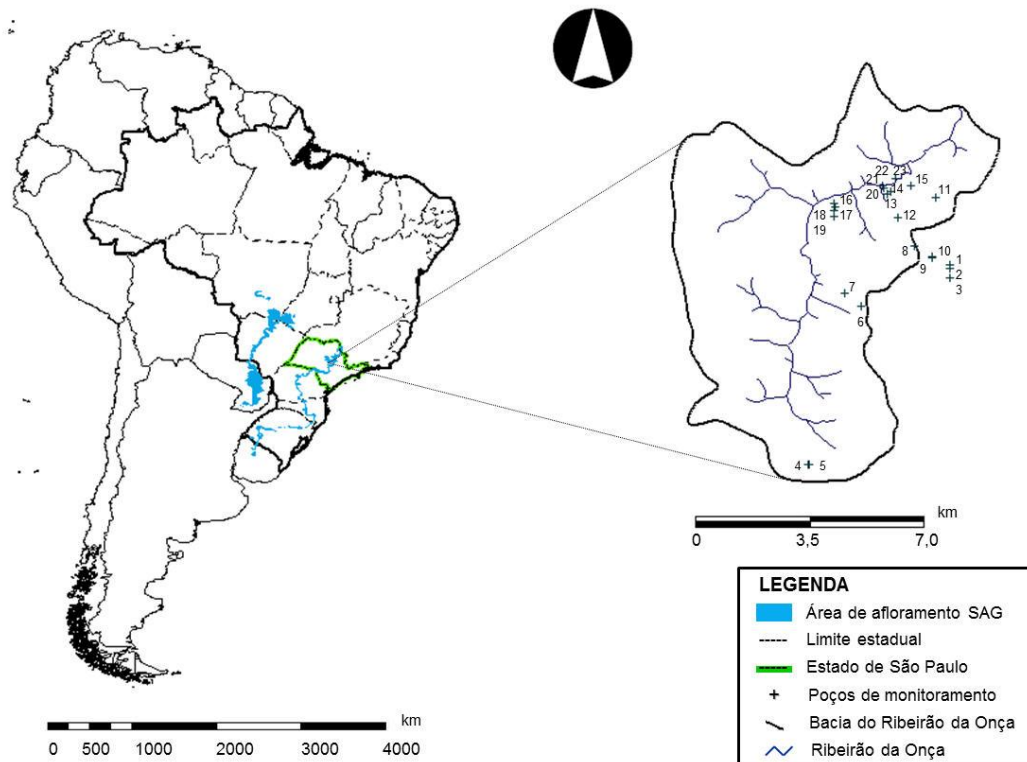 22 23
21
14 15
20 13 11
16
18 17 12
19
8 10
9 1
2
7 3
6
4 5
km
0 3,5 7,0
LEGENDA
Área de afloramento SAG
Limite estadual
Estado de São Paulo
Poços de monitoramento
Bacia do Ribeirão da Onça
Ribeirão da Onça
km
0 500 1000 2000 3000 4000